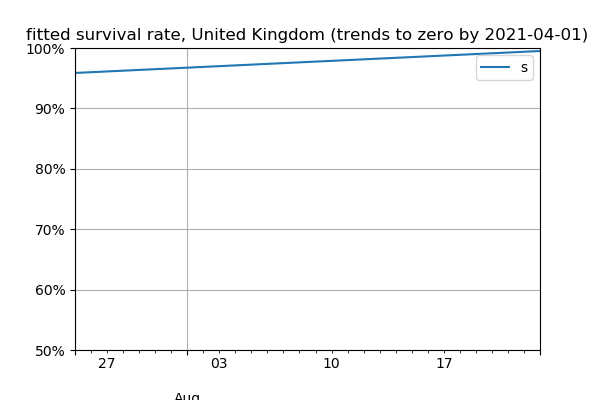 fitted survival rate, United Kingdom (trends to zero by 2021-04-01)
100%
s
90%
80%
70%
60%
50%
27 03 10 17
Aug